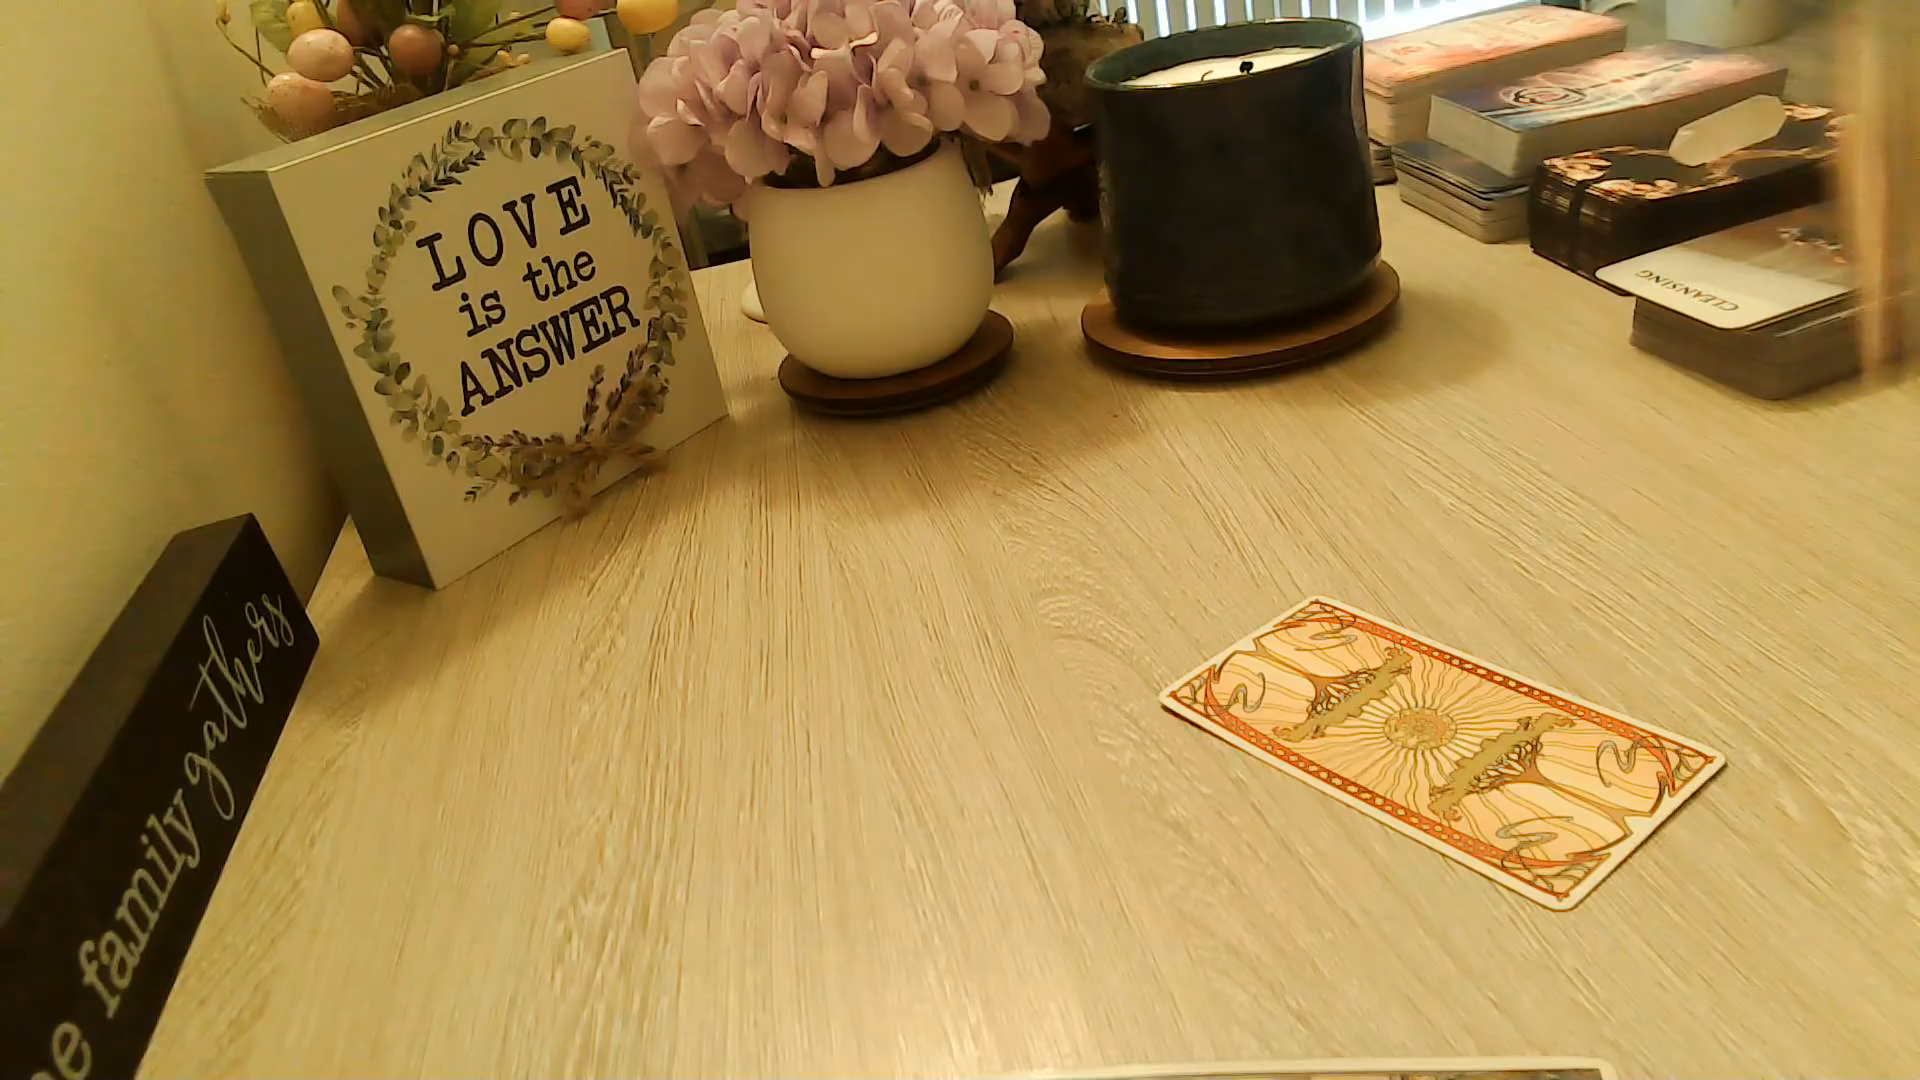 LOVE
is the
ANSWER
family gathers
CLEANSING